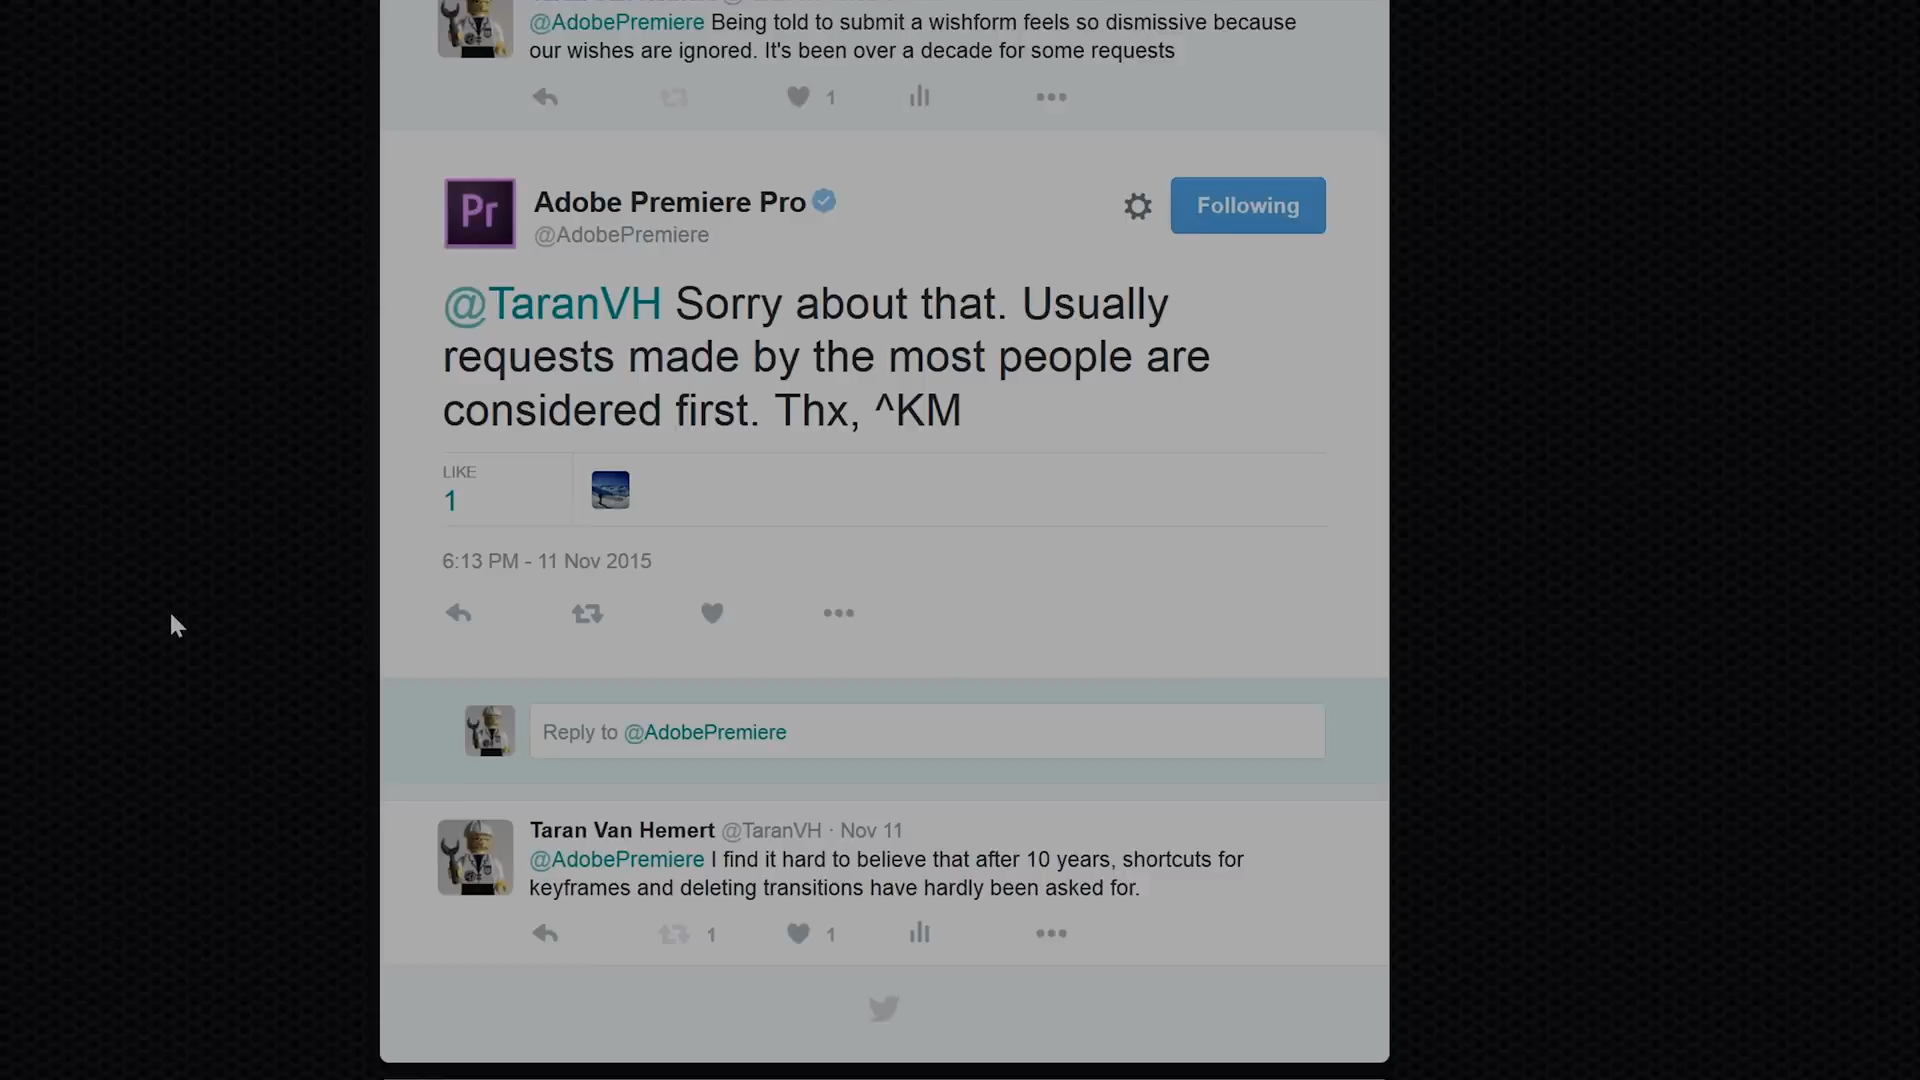 @AdobePremiere Being told to submit a wishform feels so dismissive because
our wishes are ignored. It's been over a decade for some requests
1
Pr
Adobe Premiere Pro
@AdobePremiere
Following
@TaranVH Sorry about that. Usually
requests made by the most people are
considered first. Thx, ^KM
LIKE
1
6:13 PM - 11 Nov 2015
Reply to @AdobePremiere
Taran Van Hemert @TaranVH · Nov 11
@AdobePremiere I find it hard to believe that after 10 years, shortcuts for
keyframes and deleting transitions have hardly been asked for.
1 1